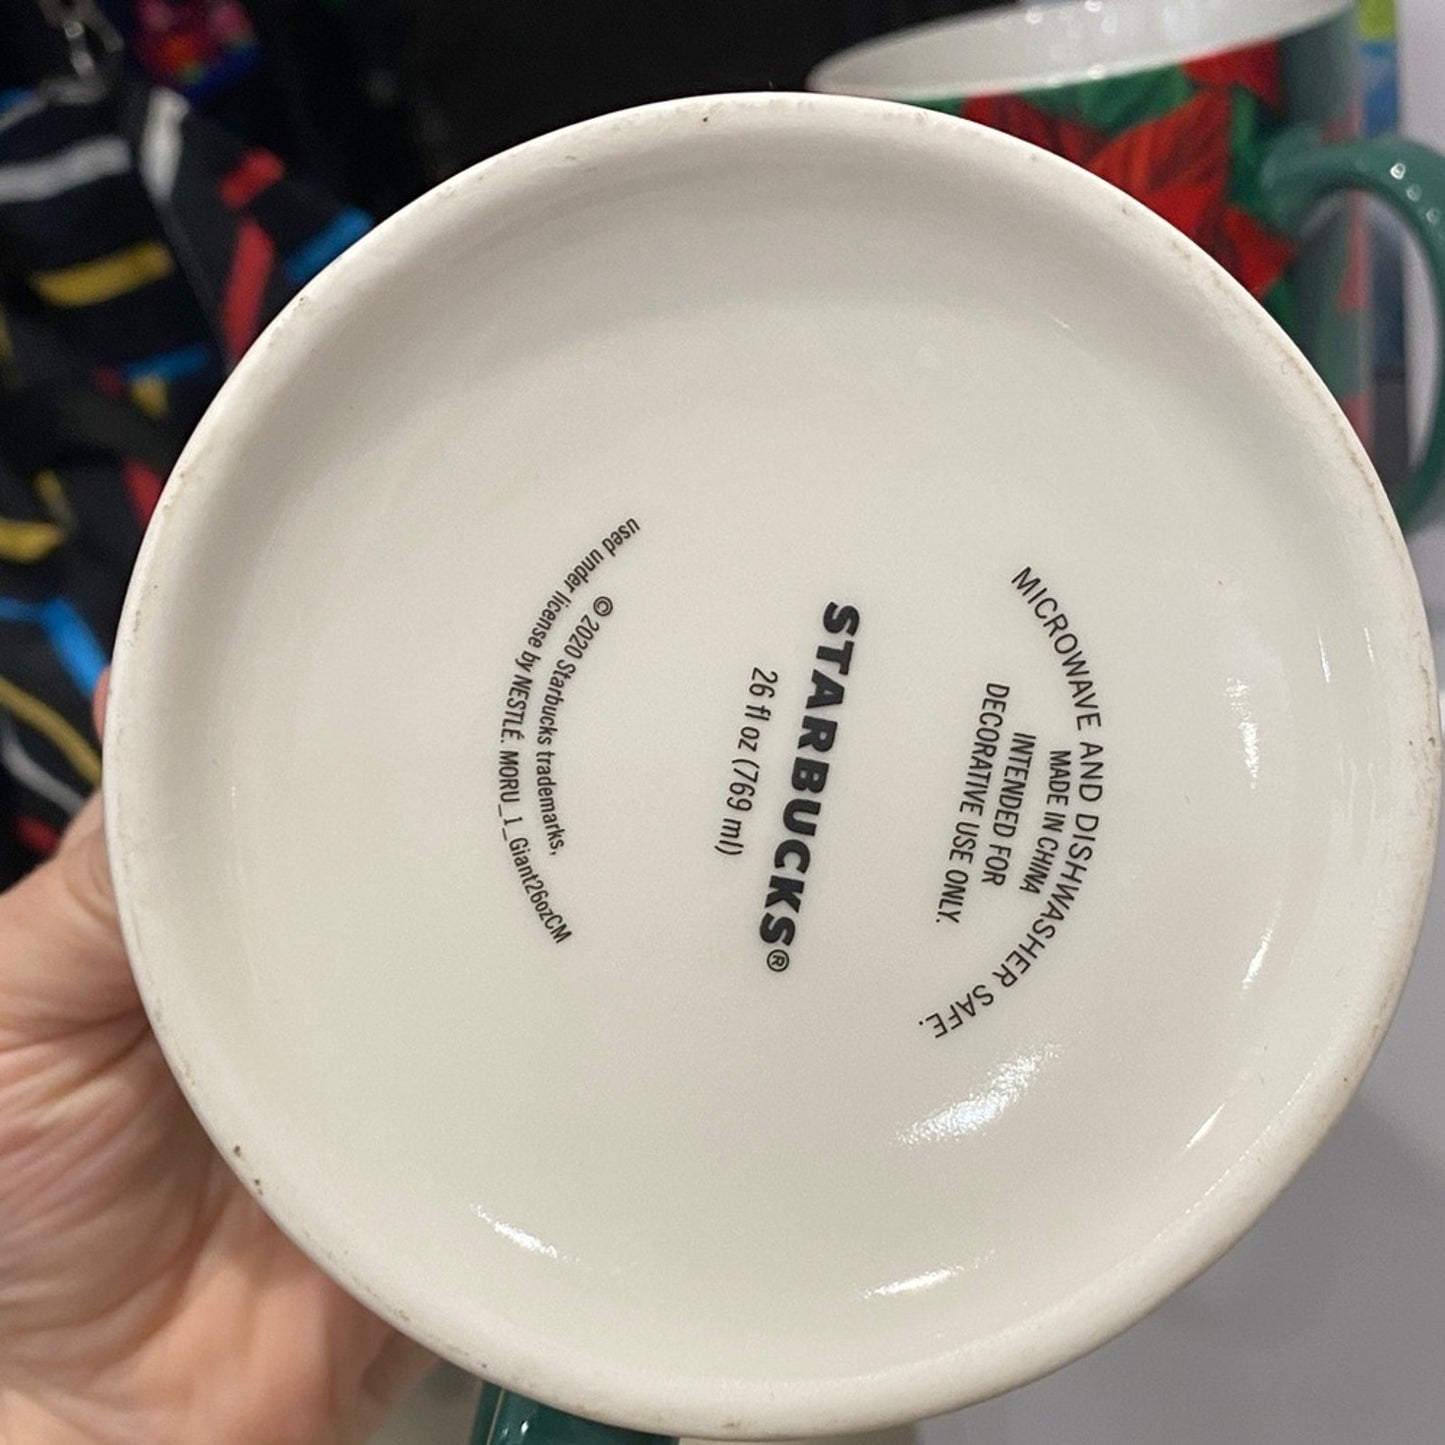 MICROWAVE AND DISHWASHER SAFE.
MADE IN CHINA
INTENDED FOR
DECORATIVE USE ONLY.
STARBUCKS®
26 fl oz (769 ml)
© 2020 Starbucks trademarks,
used under license by NESTLÉ. MORU_1_Giant26ozCM